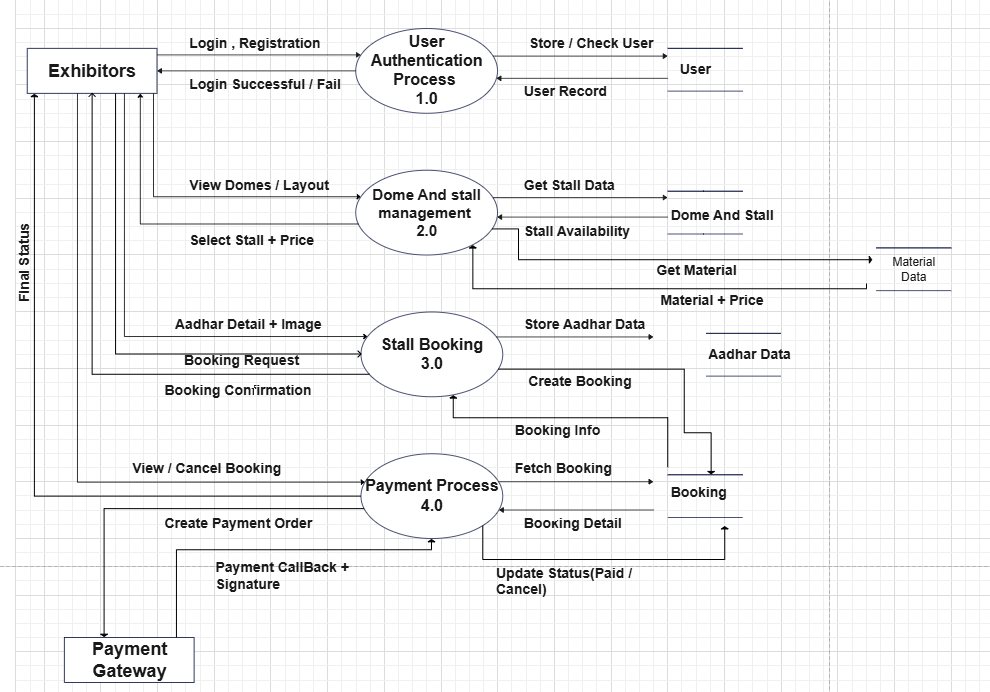 Login , Registration
User
Authentication
Process
1.0
Store / Check User
Exhibitors
User
Login Successful / Fail
User Record
View Domes / Layout
Dome And stall
management
2.0
Get Stall Data
Dome And Stall
Select Stall + Price
Stall Availability
Get Material
Material
Data
Material + Price
FInal Status
Aadhar Detail + Image
Stall Booking
3.0
Store Aadhar Data
Aadhar Data
Booking Request
Booking Confirmation
Create Booking
Booking Info
View / Cancel Booking
Payment Process
4.0
Fetch Booking
Booking
Create Payment Order
Booking Detail
Payment CallBack +
Signature
Update Status(Paid /
Cancel)
Payment
Gateway